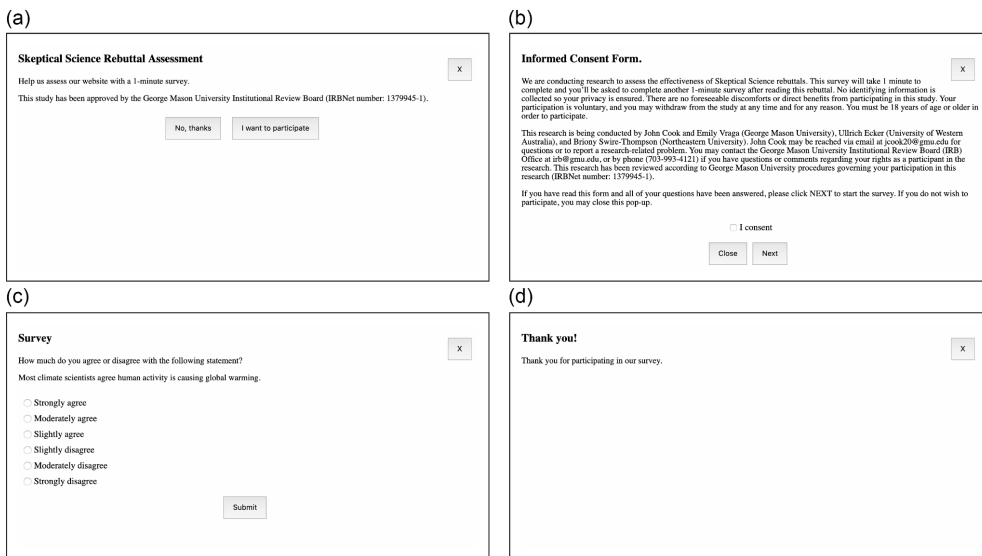 (a)
Skeptical Science Rebuttal Assessment
X
Help us assess our website with a 1-minute survey.
This study has been approved by the George Mason University Institutional Review Board (IRBNet number: 1379945-1).
No, thanks
I want to participate
(b)
Informed Consent Form.
X
We are conducting research to assess the effectiveness of Skeptical Science rebuttals. This survey will take 1 minute to
complete and you'll be asked to complete another 1-minute survey after reading this rebuttal. No identifying information is
collected so your privacy is ensured. There are no foreseeable discomforts or direct benefits from participating in this study. Your
participation is voluntary, and you may withdraw from the study at any time and for any reason. You must be 18 years of age or older in
order to participate.
This research is being conducted by John Cook and Emily Vraga (George Mason University), Ullrich Ecker (University of Western
Australia), and Briony Swire-Thompson (Northeastern University). John Cook may be reached via email at jcook20@gmu.edu for
questions or to report a research-related problem. You may contact the George Mason University Institutional Review Board (IRB)
Office at irb@gmu.edu, or by phone (703-993-4121) if you have questions or comments regarding your rights as a participant in the
research. This research has been reviewed according to George Mason University procedures governing your participation in this
research (IRBNet number: 1379945-1).
If you have read this form and all of your questions have been answered, please click NEXT to start the survey. If you do not wish to
participate, you may close this pop-up.
I consent
Close
Next
(c)
Survey
X
How much do you agree or disagree with the following statement?
Most climate scientists agree human activity is causing global warming.
Strongly agree
Moderately agree
Slightly agree
Slightly disagree
Moderately disagree
Strongly disagree
Submit
(d)
Thank you!
X
Thank you for participating in our survey.